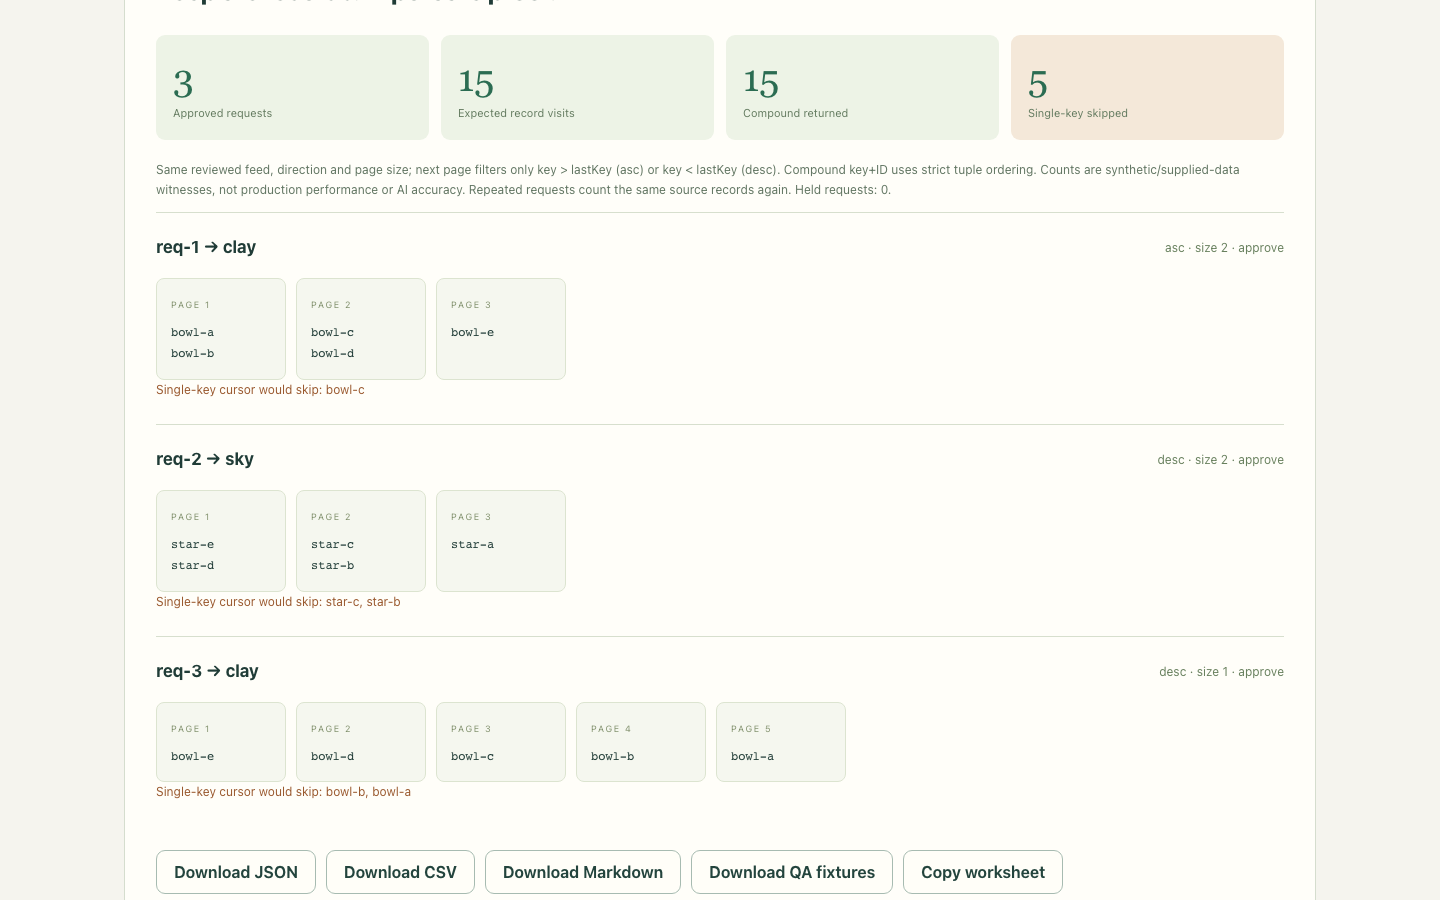 3
Approved requests
15
Expected record visits
15
Compound returned
5
Single-key skipped
Same reviewed feed, direction and page size; next page filters only key > lastKey (asc) or key < lastKey (desc). Compound key+ID uses strict tuple ordering. Counts are synthetic/supplied-data
witnesses, not production performance or AI accuracy. Repeated requests count the same source records again. Held requests: 0.
req-1 → clay
asc · size 2 · approve
PAGE 1
bowl-a
bowl-b
PAGE 2
bowl-c
bowl-d
PAGE 3
bowl-e
Single-key cursor would skip: bowl-c
req-2 → sky
desc · size 2 · approve
PAGE 1
star-e
star-d
PAGE 2
star-c
star-b
PAGE 3
star-a
Single-key cursor would skip: star-c, star-b
req-3 → clay
desc · size 1 · approve
PAGE 1
bowl-e
PAGE 2
bowl-d
PAGE 3
bowl-c
PAGE 4
bowl-b
PAGE 5
bowl-a
Single-key cursor would skip: bowl-b, bowl-a
Download JSON
Download CSV
Download Markdown
Download QA fixtures
Copy worksheet